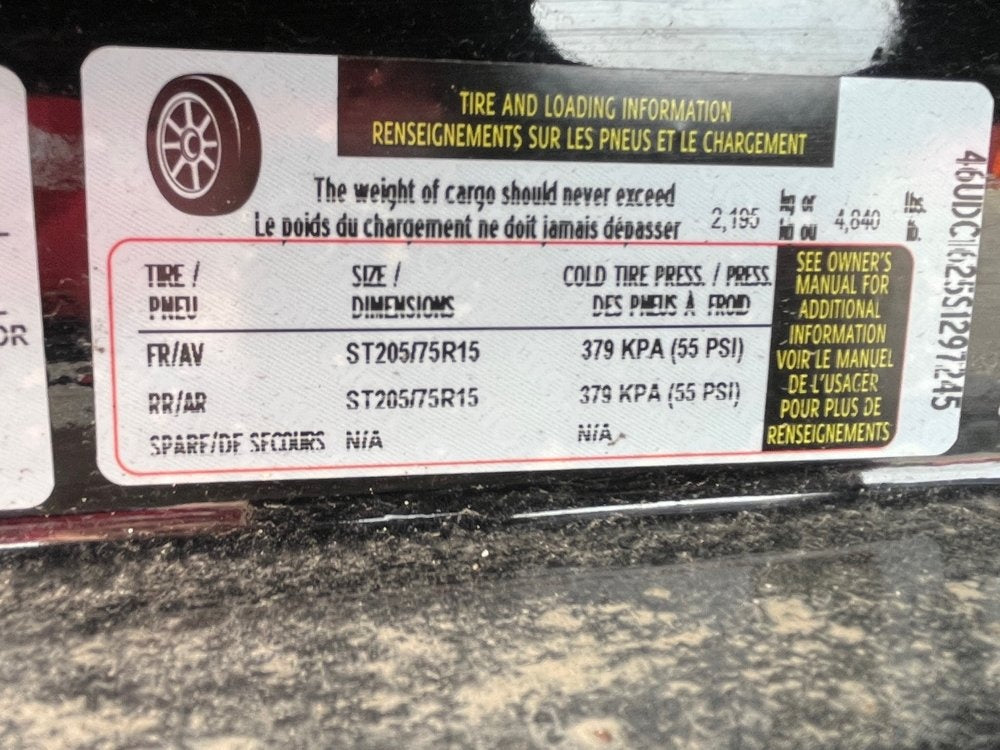 TIRE AND LOADING INFORMATION
RENSEIGNEMENTS SUR LES PNEUS ET LE CHARGEMENT
The weight of cargo should never exceed
Le poids du chargement ne doit jamais dépasser
2,195 kg or 4,840 lbs.
kg ou lb.
TIRE / SIZE / COLD TIRE PRESS. / PRESS.
PNEU DIMENSIONS DES PNEUS À FROID
FR/AV ST205/75R15 379 KPA (55 PSI)
RR/AR ST205/75R15 379 KPA (55 PSI)
SPARE/DE SECOURS N/A N/A
SEE OWNER'S
MANUAL FOR
ADDITIONAL
INFORMATION
VOIR LE MANUEL
DE L'USAGER
POUR PLUS DE
RENSEIGNEMENTS
OR